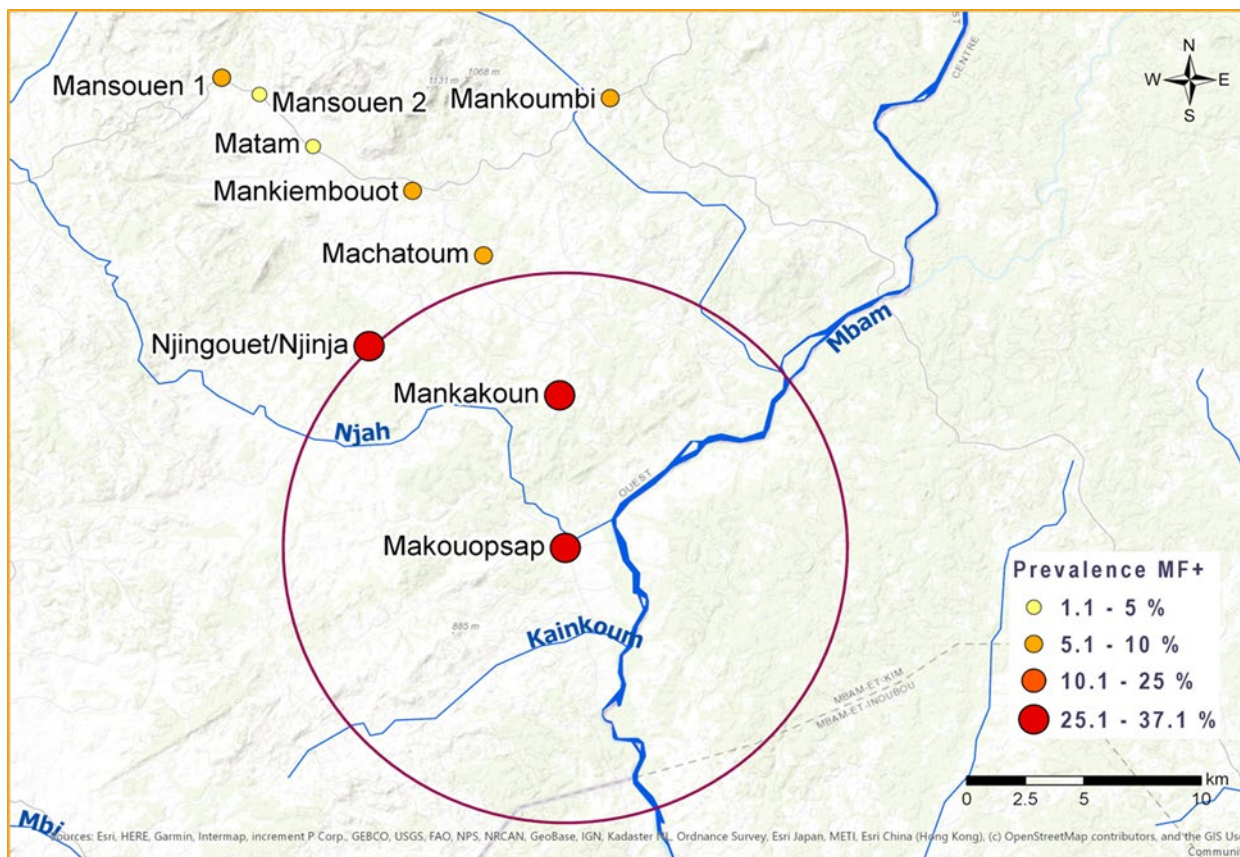 N
W E
S
ST
CENTRE
1131 m
1068 m
Mansouen 1
Mansouen 2
Mankoumbi
Matam
Mankiembouot
Machatoum
Njingouet/Njinja
Mbam
Mankakoun
Njah
OUEST
Makouopsap
885 m
Kainkoum
MBAM-ET-KIM
MBAM-ET-INOUBOU
Prevalence MF+
1.1 - 5 %
5.1 - 10 %
10.1 - 25 %
25.1 - 37.1 %
km
0 2.5 5 10
Mbi
ources: Esri, HERE, Garmin, Intermap, increment P Corp., GEBCO, USGS, FAO, NPS, NRCAN, GeoBase, IGN, Kadaster NL, Ordnance Survey, Esri Japan, METI, Esri China (Hong Kong), (c) OpenStreetMap contributors, and the GIS Use
Communit